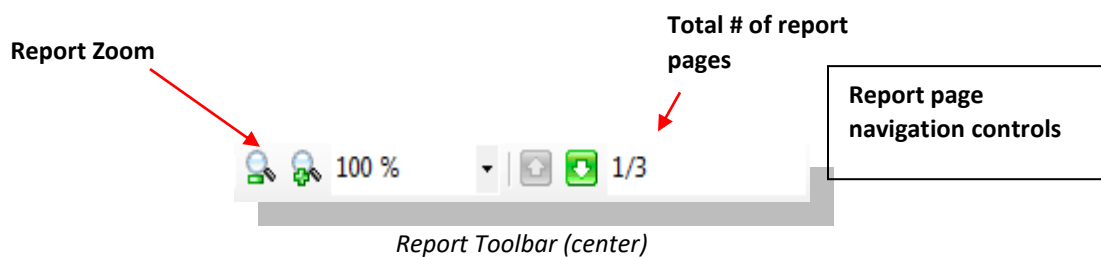 Total # of report
pages
Report Zoom
Report page
navigation controls
100 %
1/3
Report Toolbar (center)